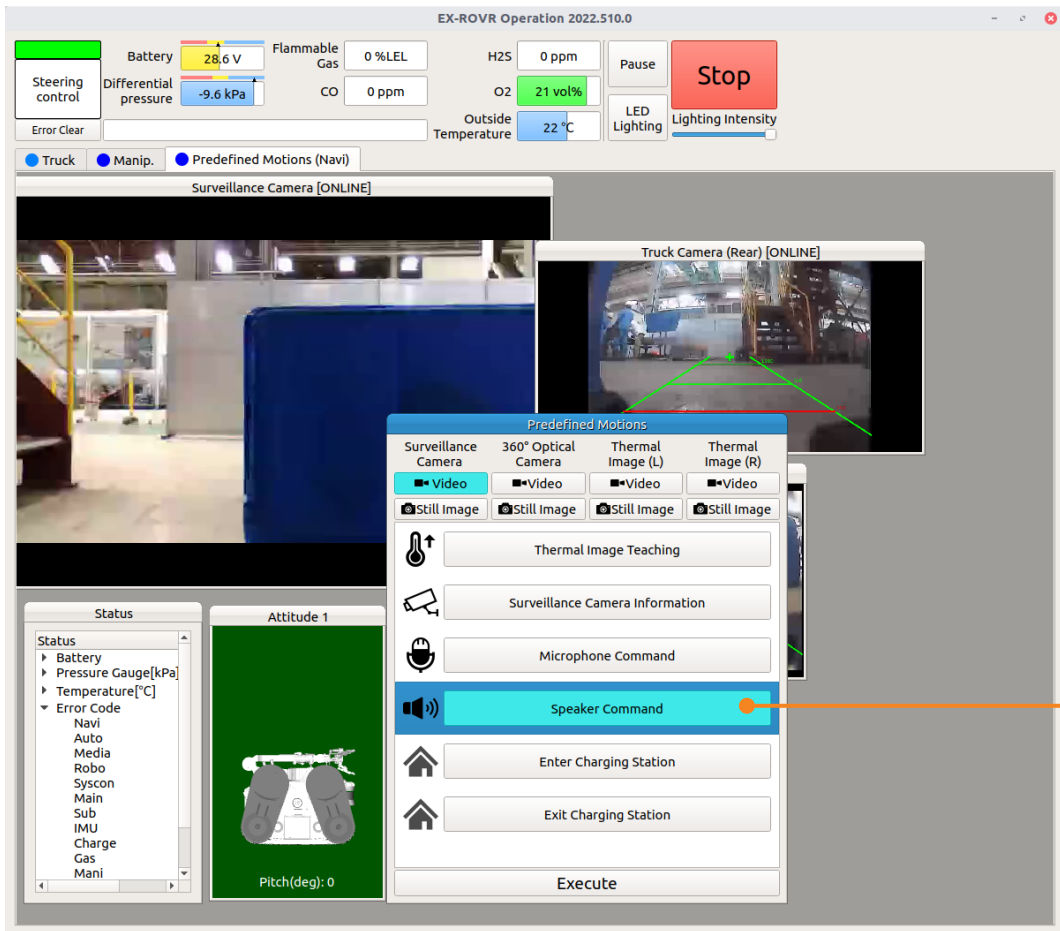 EX-ROVR Operation 2022.510.0
Steering
control
Error Clear
Battery
28.6 V
Differential
pressure
-9.6 kPa
Flammable
Gas
0 %LEL
CO
0 ppm
H2S
0 ppm
O2
21 vol%
Outside
Temperature
22 °C
Pause
LED
Lighting
Stop
Lighting Intensity
Truck
Manip.
Predefined Motions (Navi)
Surveillance Camera [ONLINE]
Truck Camera (Rear) [ONLINE]
Predefined Motions
Surveillance
Camera
360° Optical
Camera
Thermal
Image (L)
Thermal
Image (R)
Video
Video
Video
Video
Still Image
Still Image
Still Image
Still Image
Thermal Image Teaching
Surveillance Camera Information
Microphone Command
Speaker Command
Enter Charging Station
Exit Charging Station
Execute
Status
Status
Battery
Pressure Gauge[kPa]
Temperature[°C]
Error Code
Navi
Auto
Media
Robo
Syscon
Main
Sub
IMU
Charge
Gas
Mani
Attitude 1
Pitch(deg): 0